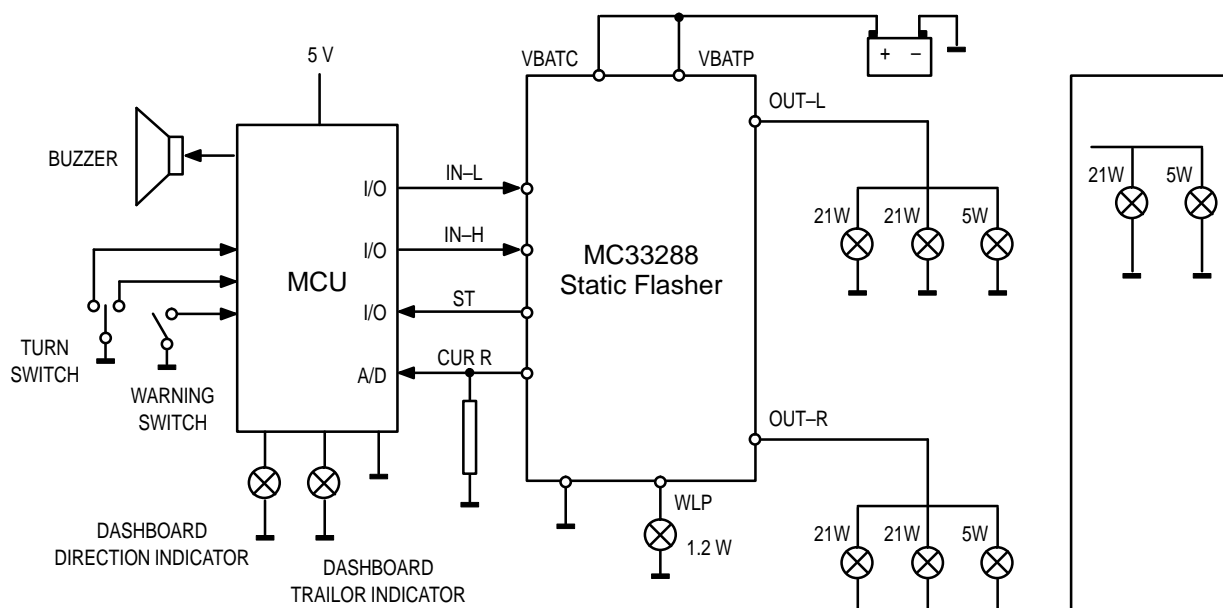 5 V
VBATC
VBATP
+ –
OUT–L
BUZZER
I/O
IN–L
21W
5W
21W
21W
5W
I/O
IN–H
MCU
MC33288
Static Flasher
I/O
ST
TURN
SWITCH
WARNING
SWITCH
A/D
CUR R
OUT–R
WLP
1.2 W
DASHBOARD
DIRECTION INDICATOR
DASHBOARD
TRAILOR INDICATOR
21W
21W
5W